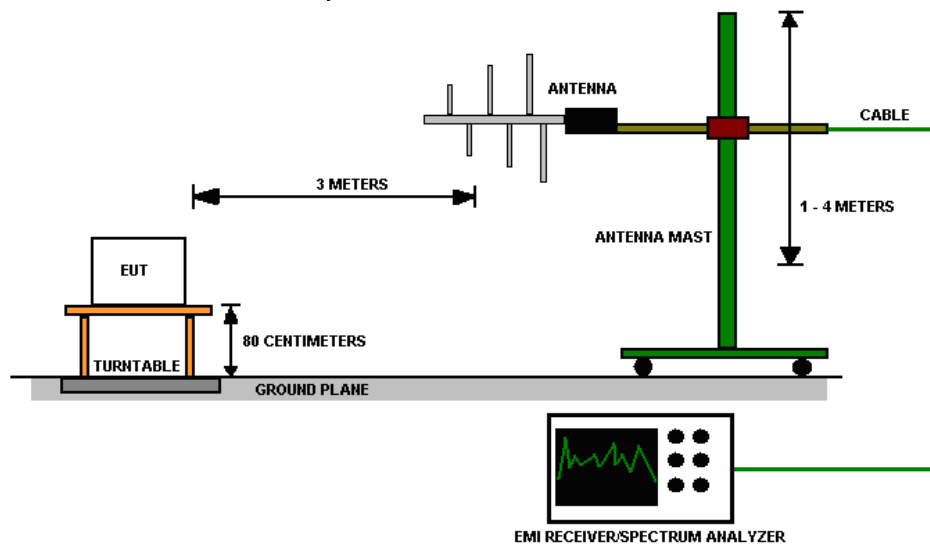 ANTENNA
CABLE
3 METERS
1 - 4 METERS
ANTENNA MAST
EUT
80 CENTIMETERS
TURNTABLE
GROUND PLANE
EMI RECEIVER/SPECTRUM ANALYZER